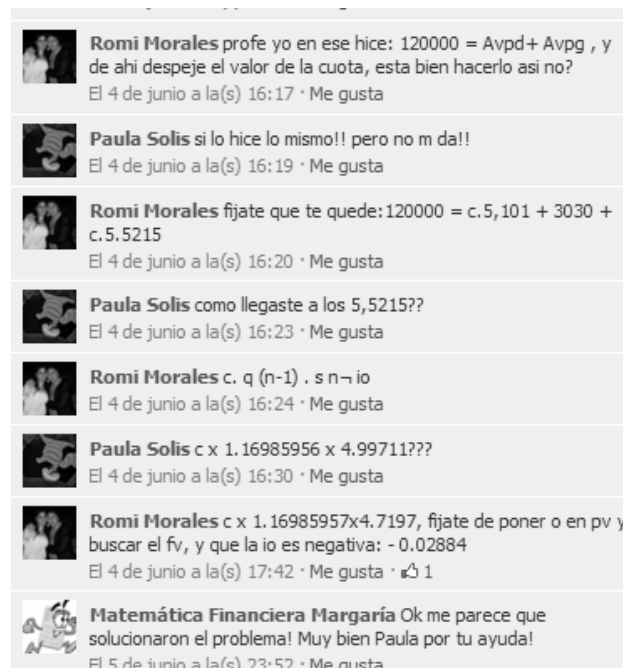 Romi Morales profe yo en ese hice: 120000 = Avpd+ Avpg , y
de ahi despeje el valor de la cuota, esta bien hacerlo asi no?
El 4 de junio a la(s) 16:17 · Me gusta
Paula Solis si lo hice lo mismo!! pero no m da!!
El 4 de junio a la(s) 16:19 · Me gusta
Romi Morales fijate que te quede:120000 = c.5,101 + 3030 +
c.5.5215
El 4 de junio a la(s) 16:20 · Me gusta
Paula Solis como llegaste a los 5,5215??
El 4 de junio a la(s) 16:23 · Me gusta
Romi Morales c. q (n-1) . s n¬ io
El 4 de junio a la(s) 16:24 · Me gusta
Paula Solis c x 1.16985956 x 4.99711???
El 4 de junio a la(s) 16:30 · Me gusta
Romi Morales c x 1.16985957x4.7197, fijate de poner o en pv y
buscar el fv, y que la io es negativa: - 0.02884
El 4 de junio a la(s) 17:42 · Me gusta · 1
Matemática Financiera Margaría Ok me parece que
solucionaron el problema! Muy bien Paula por tu ayuda!
El 5 de junio a la(s) 23:52 · Me gusta